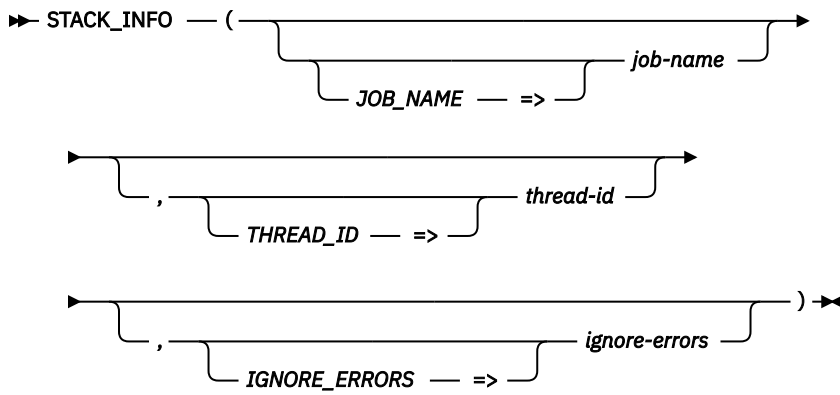 STACK_INFO (
job-name
JOB_NAME =>
, thread-id
THREAD_ID =>
)
, ignore-errors
IGNORE_ERRORS =>